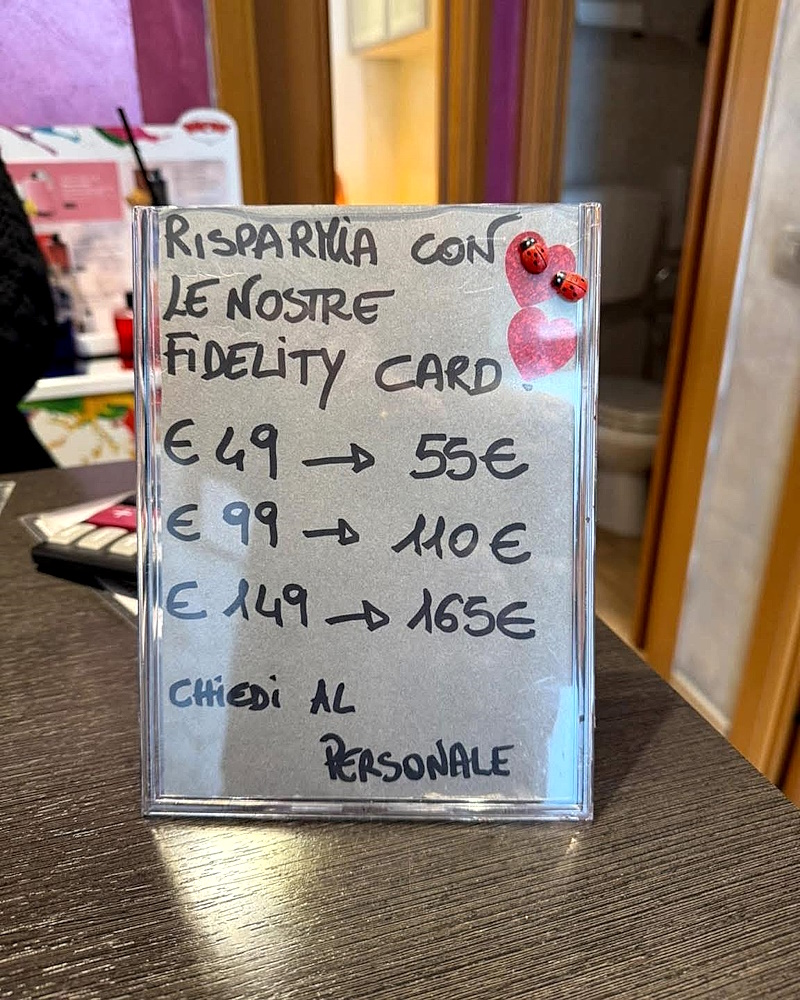 RISPARMIA CON
LE NOSTRE
FIDELITY CARD.
€ 49 → 55€
€ 99 → 110€
€ 149 → 165€
CHIEDI AL
PERSONALE